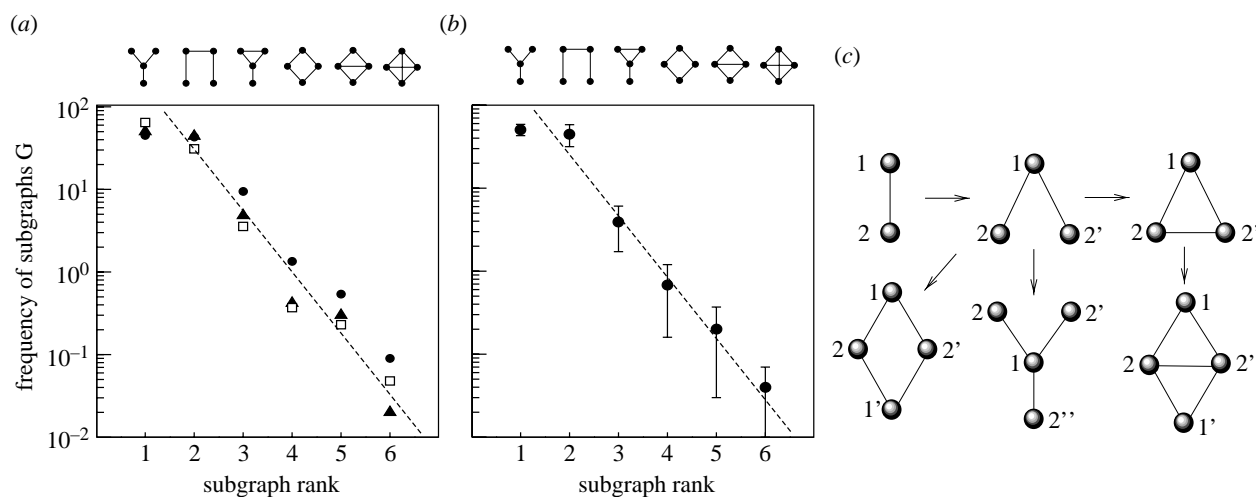 (a)
(b)
(c)
frequency of subgraphs G
10^2
10^1
10^0
10^-1
10^-2
1 2 3 4 5 6
subgraph rank
1 2 3 4 5 6
subgraph rank
1 1 1
2 2 2' 2 2'
1 2 2' 1
2 2' 1 2 2'
1' 2'' 1'